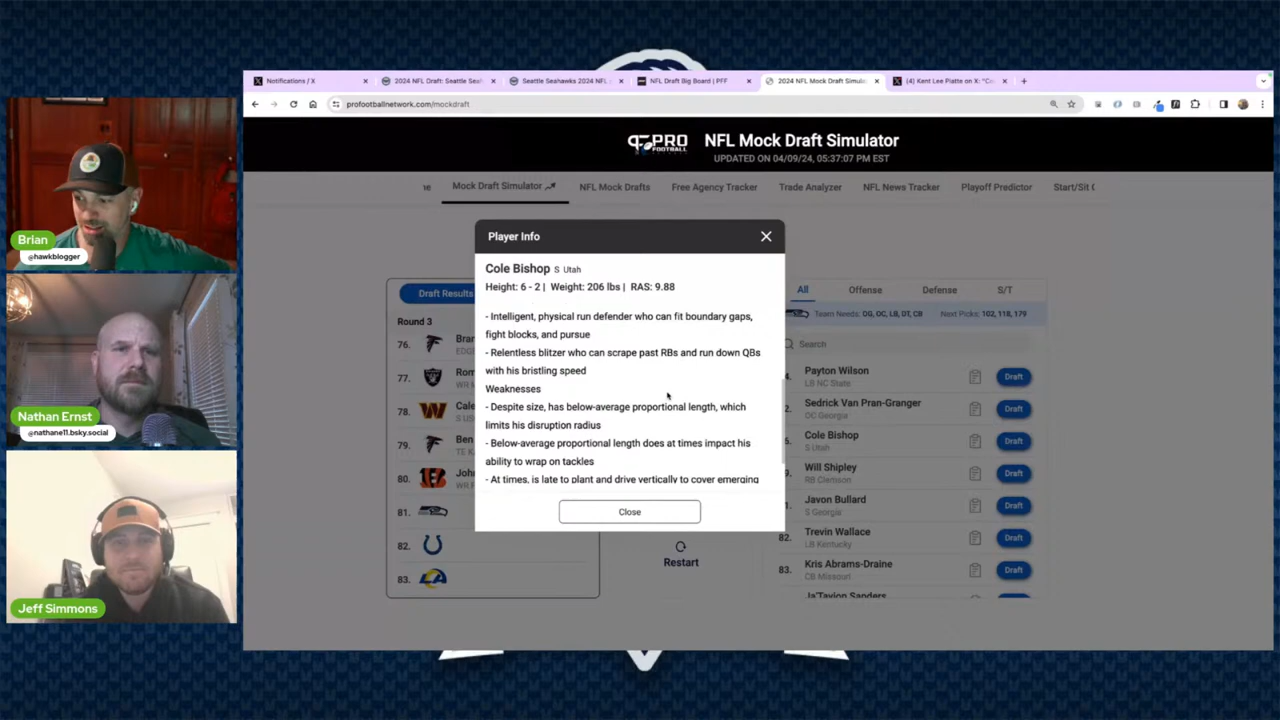 Notifications / X
2024 NFL Draft: Seattle Seah
Seattle Seahawks 2024 NFL
NFL Draft Big Board | PFF
2024 NFL Mock Draft Simula
(4) Kent Lee Platte on X: "Co
profootballnetwork.com/mockdraft
PRO
FOOTBALL
NETWORK
NFL Mock Draft Simulator
UPDATED ON 04/09/24, 05:37:07 PM EST
Mock Draft Simulator
NFL Mock Drafts
Free Agency Tracker
Trade Analyzer
NFL News Tracker
Playoff Predictor
Start/Sit
Brian
@hawkblogger
Nathan Ernst
@nathane11.bsky.social
Jeff Simmons
Draft Results
Round 3
76.
Bran
EDGE
77.
Rom
WR M
78.
Cale
S US
79.
Ben
TE KA
80.
John
WR F
81.
82.
83.
Player Info
Cole Bishop S Utah
Height: 6 - 2 | Weight: 206 lbs | RAS: 9.88
- Intelligent, physical run defender who can fit boundary gaps,
fight blocks, and pursue
- Relentless blitzer who can scrape past RBs and run down QBs
with his bristling speed
Weaknesses
- Despite size, has below-average proportional length, which
limits his disruption radius
- Below-average proportional length does at times impact his
ability to wrap on tackles
- At times, is late to plant and drive vertically to cover emerging
Close
Restart
All
Offense
Defense
S/T
Team Needs: OG, OC, LB, DT, CB
Next Picks: 102, 118, 179
Search
Payton Wilson
LB NC State
Draft
Sedrick Van Pran-Granger
OC Georgia
Draft
Cole Bishop
S Utah
Draft
Will Shipley
RB Clemson
Draft
Javon Bullard
S Georgia
Draft
82.
Trevin Wallace
LB Kentucky
Draft
83.
Kris Abrams-Draine
CB Missouri
Draft
Ja'Tavion Sanders